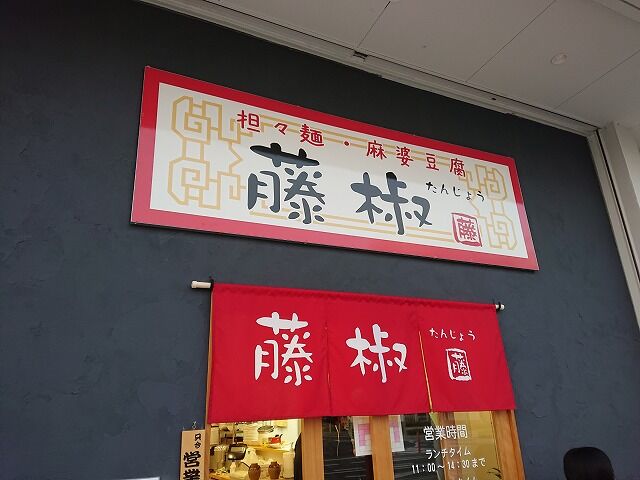 担々麺・麻婆豆腐
藤椒 たんじょう
藤
藤椒 たんじょう
藤
営業時間
ランチタイム
11:00～14:30まで
営業